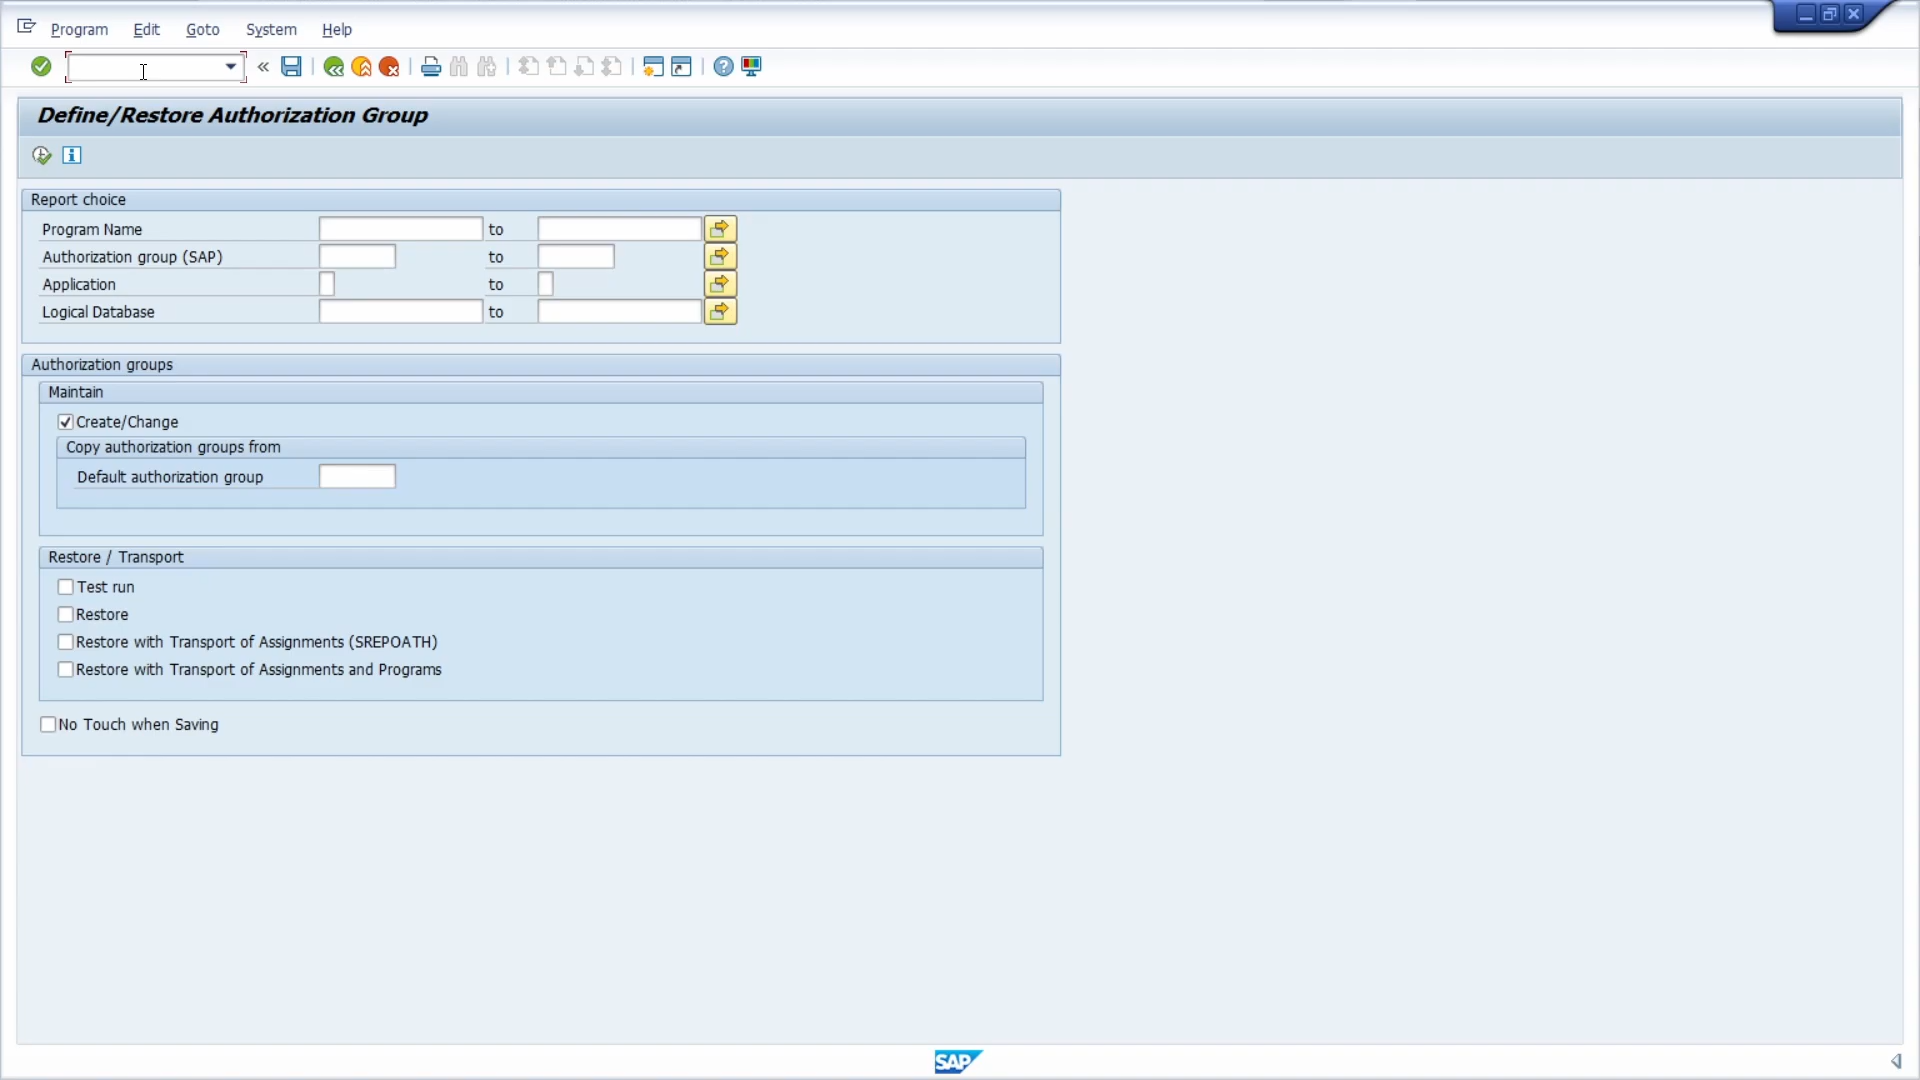 Program Edit Goto System Help
Define/Restore Authorization Group
Report choice
Program Name to
Authorization group (SAP) to
Application to
Logical Database to
Authorization groups
Maintain
Create/Change
Copy authorization groups from
Default authorization group
Restore / Transport
Test run
Restore
Restore with Transport of Assignments (SREPOATH)
Restore with Transport of Assignments and Programs
No Touch when Saving
SAP